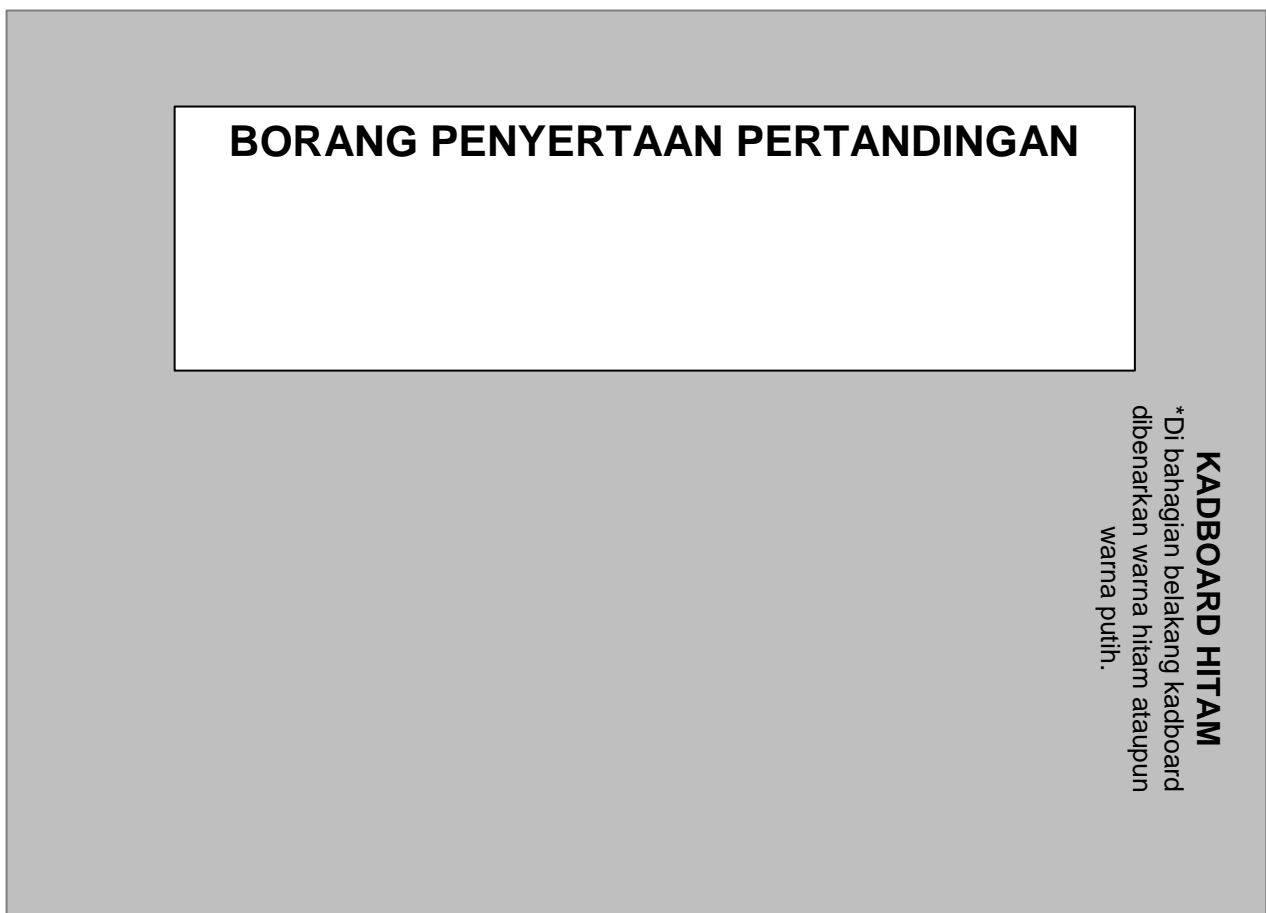 BORANG PENYERTAAN PERTANDINGAN
KADBOARD HITAM
*Di bahagian belakang kadboard
dibenarkan warna hitam ataupun
warna putih.